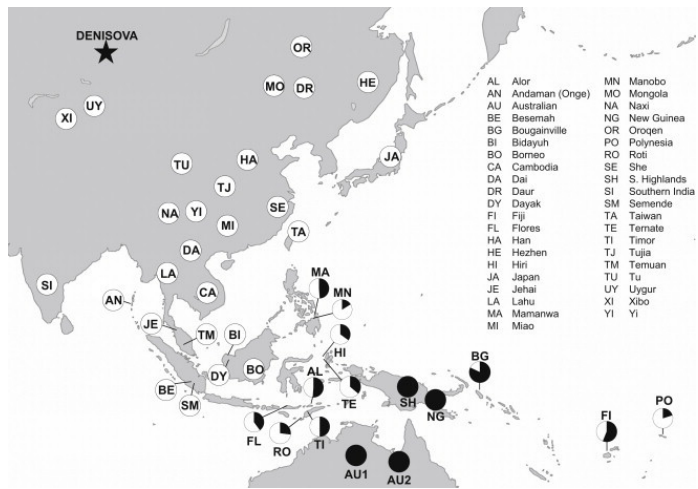 DENISOVA
OR
MO
DR
HE
UY
XI
JA
TU
HA
TJ
NA
YI
SE
MI
TA
DA
LA
SI
CA
AN
MA
MN
JE
TM
BI
HI
DY
BO
AL
BG
BE
SM
TE
SH
NG
PO
FI
FL
RO
TI
AU1
AU2
AL Alor
AN Andaman (Onge)
AU Australian
BE Besemah
BG Bougainville
BI Bidayuh
BO Borneo
CA Cambodia
DA Dai
DR Daur
DY Dayak
FI Fiji
FL Flores
HA Han
HE Hezhen
HI Hiri
JA Japan
JE Jehai
LA Lahu
MA Mamanwa
MI Miao
MN Manobo
MO Mongola
NA Naxi
NG New Guinea
OR Oroqen
PO Polynesia
RO Roti
SE She
SH S. Highlands
SI Southern India
SM Semende
TA Taiwan
TE Ternate
TI Timor
TJ Tujia
TM Temuan
TU Tu
UY Uygur
XI Xibo
YI Yi